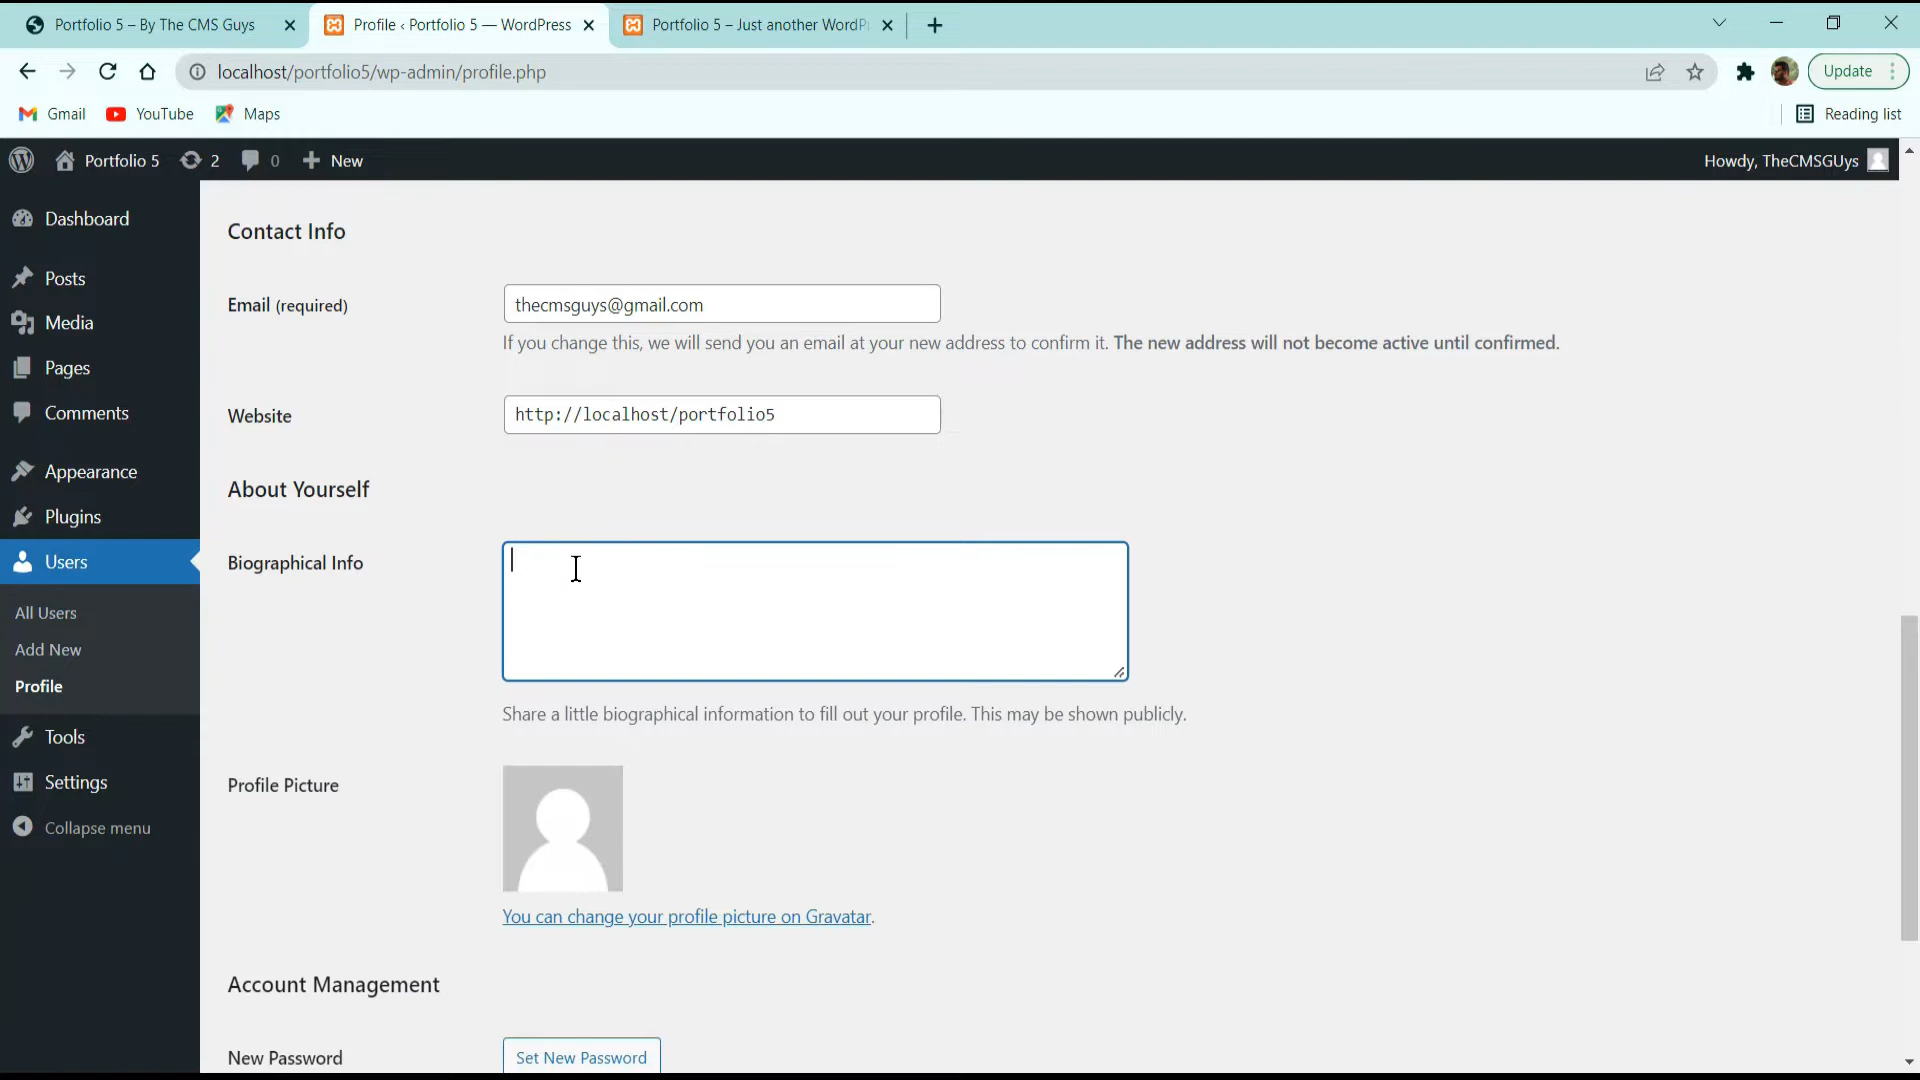 Portfolio 5 – By The CMS Guys
Profile ‹ Portfolio 5 — WordPress
Portfolio 5 – Just another WordP
localhost/portfolio5/wp-admin/profile.php
Update
Gmail
YouTube
Maps
Reading list
Portfolio 5
2
0
New
Howdy, TheCMSGUys
Dashboard
Posts
Media
Pages
Comments
Appearance
Plugins
Users
All Users
Add New
Profile
Tools
Settings
Collapse menu
Contact Info
Email (required)
thecmsguys@gmail.com
If you change this, we will send you an email at your new address to confirm it. The new address will not become active until confirmed.
Website
http://localhost/portfolio5
About Yourself
Biographical Info
Share a little biographical information to fill out your profile. This may be shown publicly.
Profile Picture
You can change your profile picture on Gravatar.
Account Management
New Password
Set New Password